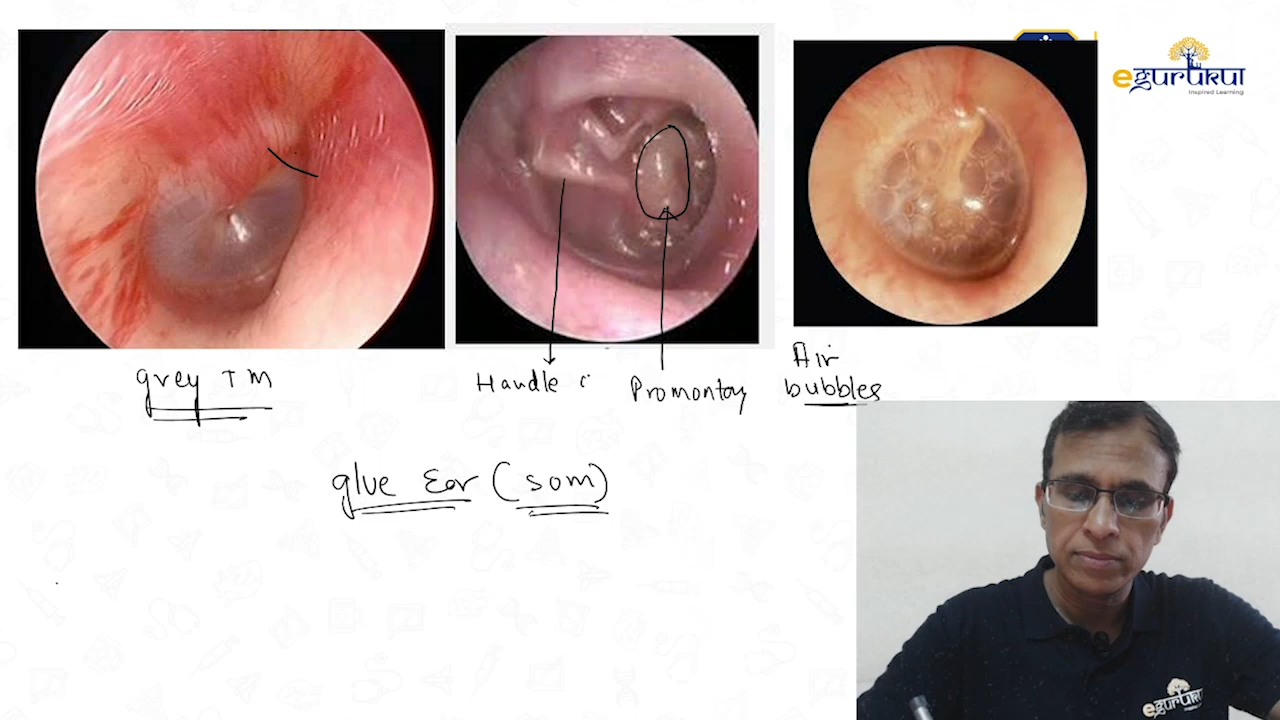 egurukul
Inspired Learning
grey TM
Handle
Promontory
Air
bubbles
glue Ear (SOM)
egurukul